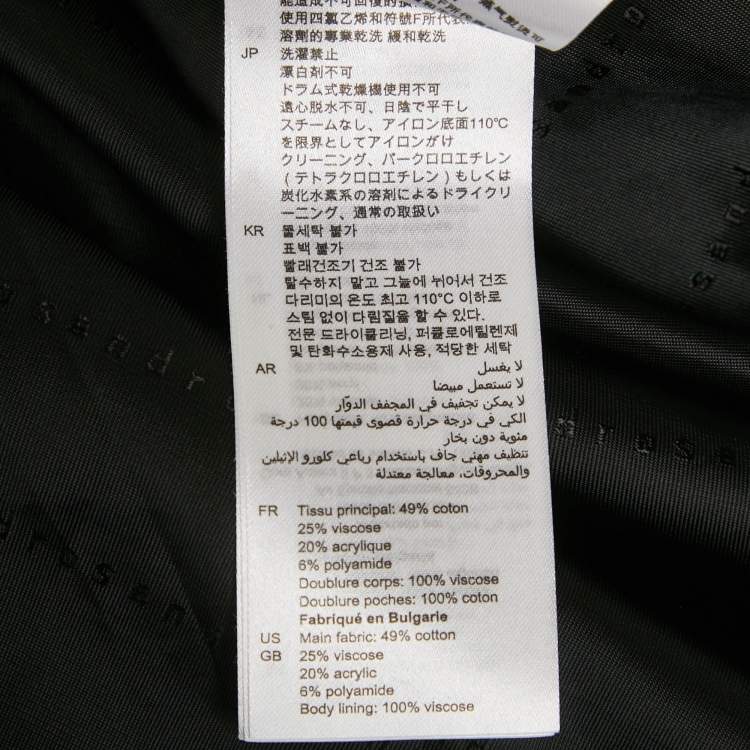 能造成不可回復的損
使用四氯乙烯和符號F所代表
溶劑的專業乾洗 緩和乾洗
JP 洗濯禁止
漂白剤不可
ドラム式乾燥機使用不可
遠心脱水不可、日陰で平干し
スチームなし、アイロン底面110℃
を限界としてアイロンがけ
クリーニング、パークロロエチレン
(テトラクロロエチレン)もしくは
炭化水素系の溶剤によるドライクリ
ーニング、通常の取扱い
KR 물세탁 불가
표백 불가
빨래건조기 건조 불가
탈수하지 말고 그늘에 뉘어서 건조
다리미의 온도 최고 110°C 이하로
스팀 없이 다림질을 할 수 있다.
전문 드라이클리닝, 퍼클로에틸렌제
및 탄화수소용제 사용, 적당한 세탁
AR لا يغسل
لا تستعمل مبيضا
لا يمكن تجفيف في المجفف الدوّار
الكي في درجة حرارة قصوى قيمتها 100 درجة
مئوية دون بخار
تنظيف مهني جاف باستخدام رباعي كلورو الإثيلين
والمحروقات، معالجة معتدلة
FR Tissu principal: 49% coton
25% viscose
20% acrylique
6% polyamide
Doublure corps: 100% viscose
Doublure poches: 100% coton
Fabriqué en Bulgarie
US Main fabric: 49% cotton
GB 25% viscose
20% acrylic
6% polyamide
Body lining: 100% viscose